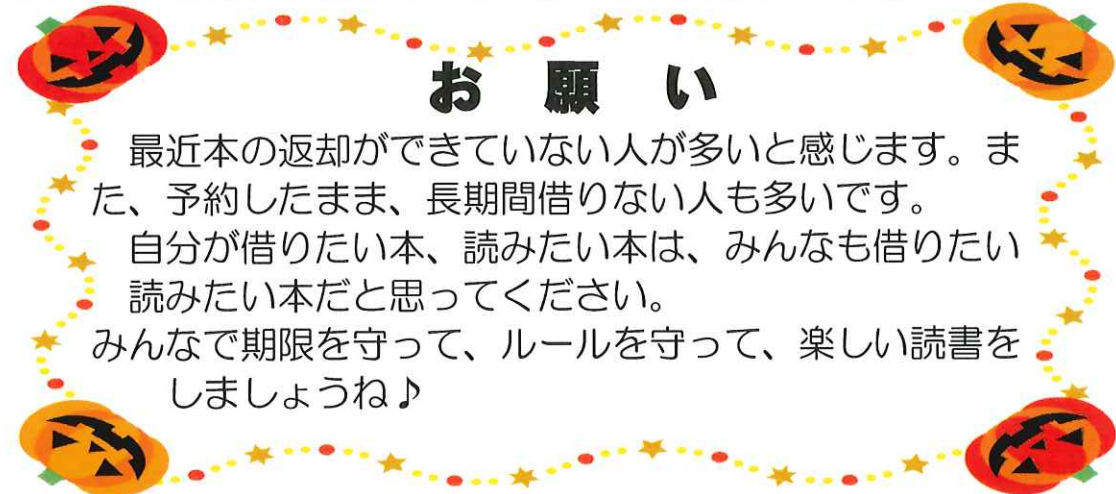 お　願　い
　最近本の返却ができていない人が多いと感じます。ま
た、予約したまま、長期間借りない人も多いです。
　自分が借りたい本、読みたい本は、みんなも借りたい
　読みたい本だと思ってください。
みんなで期限を守って、ルールを守って、楽しい読書を
　　しましょうね♪